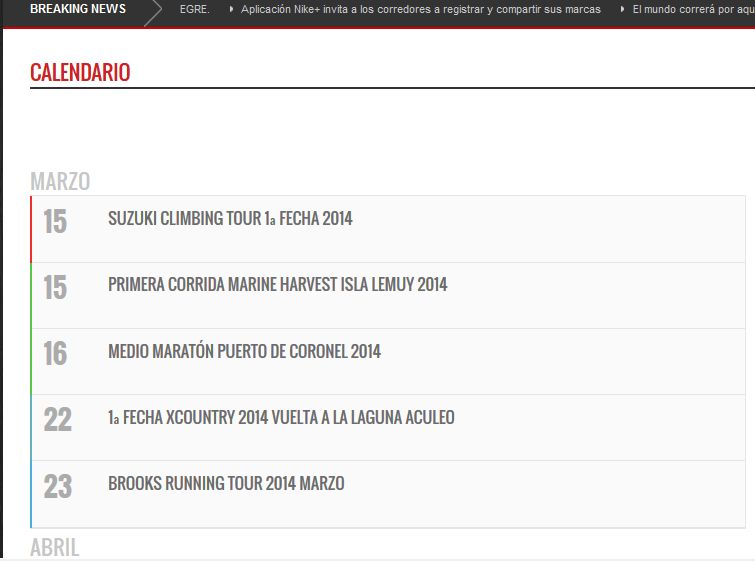 BREAKING NEWS EGRE. Aplicación Nike+ invita a los corredores a registrar y compartir sus marcas El mundo correrá por aqu
CALENDARIO
MARZO
15 SUZUKI CLIMBING TOUR 1a FECHA 2014
15 PRIMERA CORRIDA MARINE HARVEST ISLA LEMUY 2014
16 MEDIO MARATÓN PUERTO DE CORONEL 2014
22 1a FECHA XCOUNTRY 2014 VUELTA A LA LAGUNA ACULEO
23 BROOKS RUNNING TOUR 2014 MARZO
ABRIL